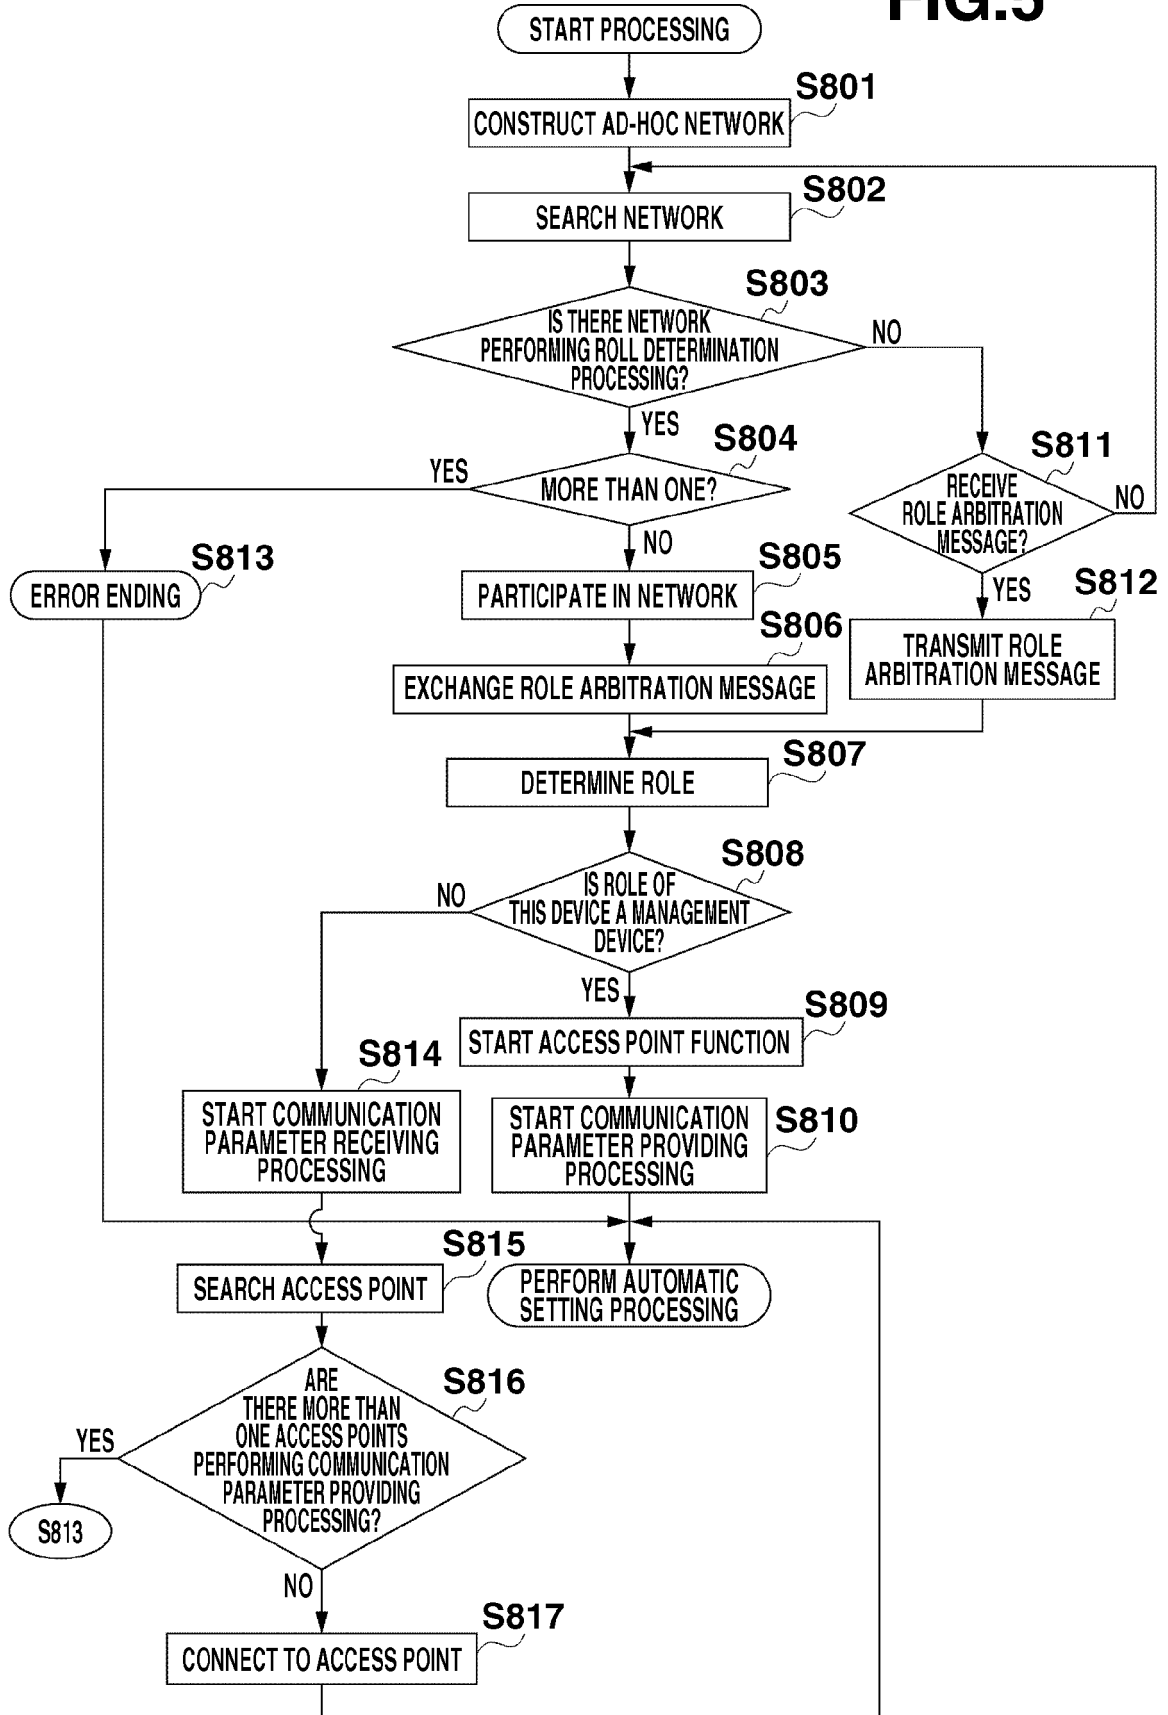 FIG.5
START PROCESSING
S801
CONSTRUCT AD-HOC NETWORK
S802
SEARCH NETWORK
S803
IS THERE NETWORK
PERFORMING ROLL DETERMINATION
PROCESSING?
NO
YES
S804
MORE THAN ONE?
YES
NO
S811
RECEIVE
ROLE ARBITRATION
MESSAGE?
NO
YES
S813
ERROR ENDING
S805
PARTICIPATE IN NETWORK
S812
TRANSMIT ROLE
ARBITRATION MESSAGE
S806
EXCHANGE ROLE ARBITRATION MESSAGE
S807
DETERMINE ROLE
S808
IS ROLE OF
THIS DEVICE A MANAGEMENT
DEVICE?
NO
YES
S809
START ACCESS POINT FUNCTION
S814
START COMMUNICATION
PARAMETER RECEIVING
PROCESSING
S810
START COMMUNICATION
PARAMETER PROVIDING
PROCESSING
S815
SEARCH ACCESS POINT
PERFORM AUTOMATIC
SETTING PROCESSING
S816
ARE
THERE MORE THAN
ONE ACCESS POINTS
PERFORMING COMMUNICATION
PARAMETER PROVIDING
PROCESSING?
YES
S813
NO
S817
CONNECT TO ACCESS POINT